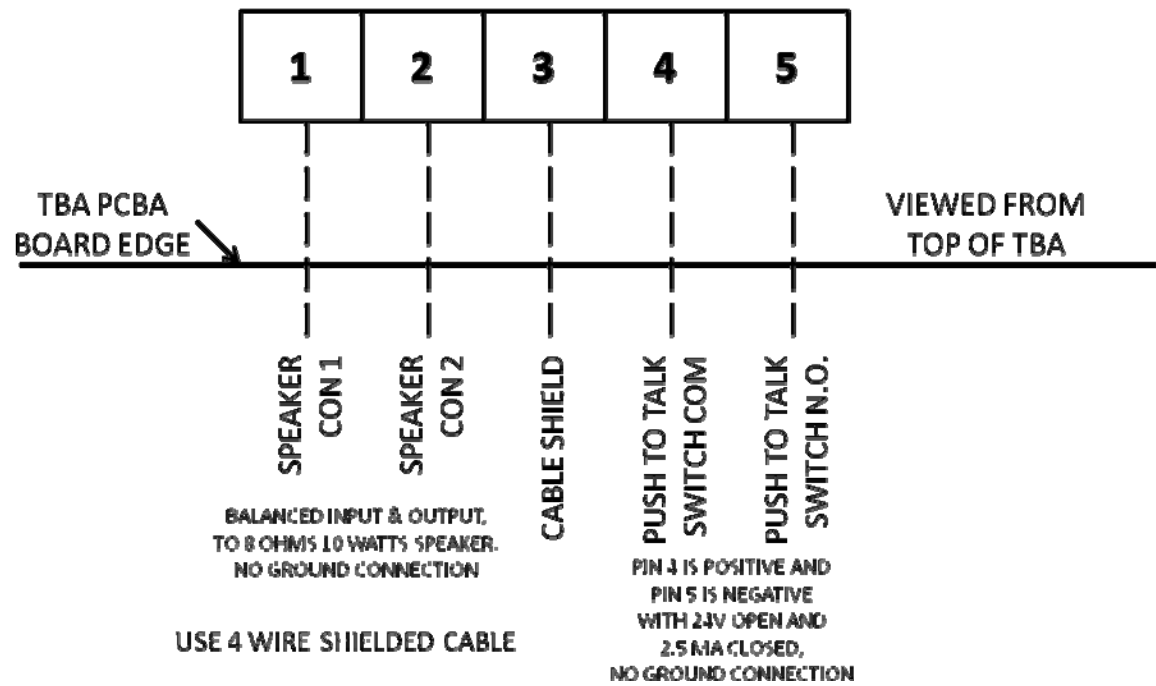 1 2 3 4 5
TBA PCBA
BOARD EDGE
VIEWED FROM
TOP OF TBA
SPEAKER
CON 1
SPEAKER
CON 2
CABLE SHIELD
PUSH TO TALK
SWITCH COM
PUSH TO TALK
SWITCH N.O.
BALANCED INPUT & OUTPUT,
TO 8 OHMS 10 WATTS SPEAKER.
NO GROUND CONNECTION
PIN 4 IS POSITIVE AND
PIN 5 IS NEGATIVE
WITH 24V OPEN AND
2.5 MA CLOSED,
NO GROUND CONNECTION
USE 4 WIRE SHIELDED CABLE